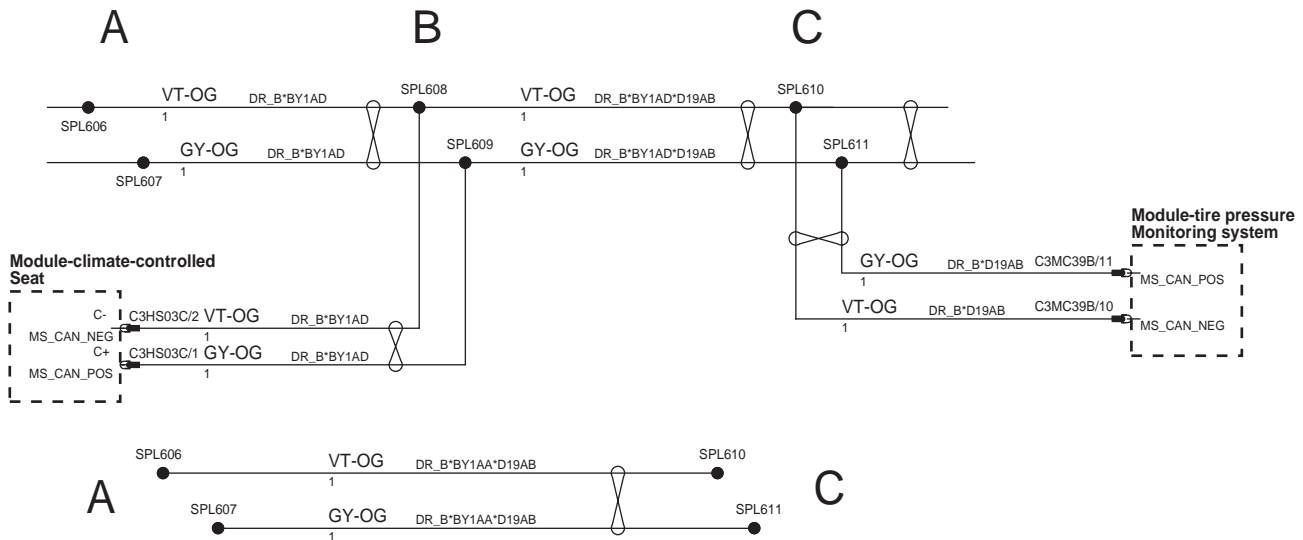 A B C
VT-OG DR_B*BY1AD SPL608 VT-OG DR_B*BY1AD*D19AB SPL610
SPL606 1 1
GY-OG DR_B*BY1AD SPL609 GY-OG DR_B*BY1AD*D19AB SPL611
SPL607 1 1
Module-tire pressure
Monitoring system
Module-climate-controlled
Seat
GY-OG DR_B*D19AB C3MC39B/11
1 MS_CAN_POS
VT-OG DR_B*D19AB C3MC39B/10
1 MS_CAN_NEG
C- C3HS03C/2 VT-OG DR_B*BY1AD
MS_CAN_NEG 1
C+ C3HS03C/1 GY-OG DR_B*BY1AD
MS_CAN_POS 1
SPL606 VT-OG DR_B*BY1AA*D19AB SPL610
1
A C
SPL607 GY-OG DR_B*BY1AA*D19AB SPL611
1